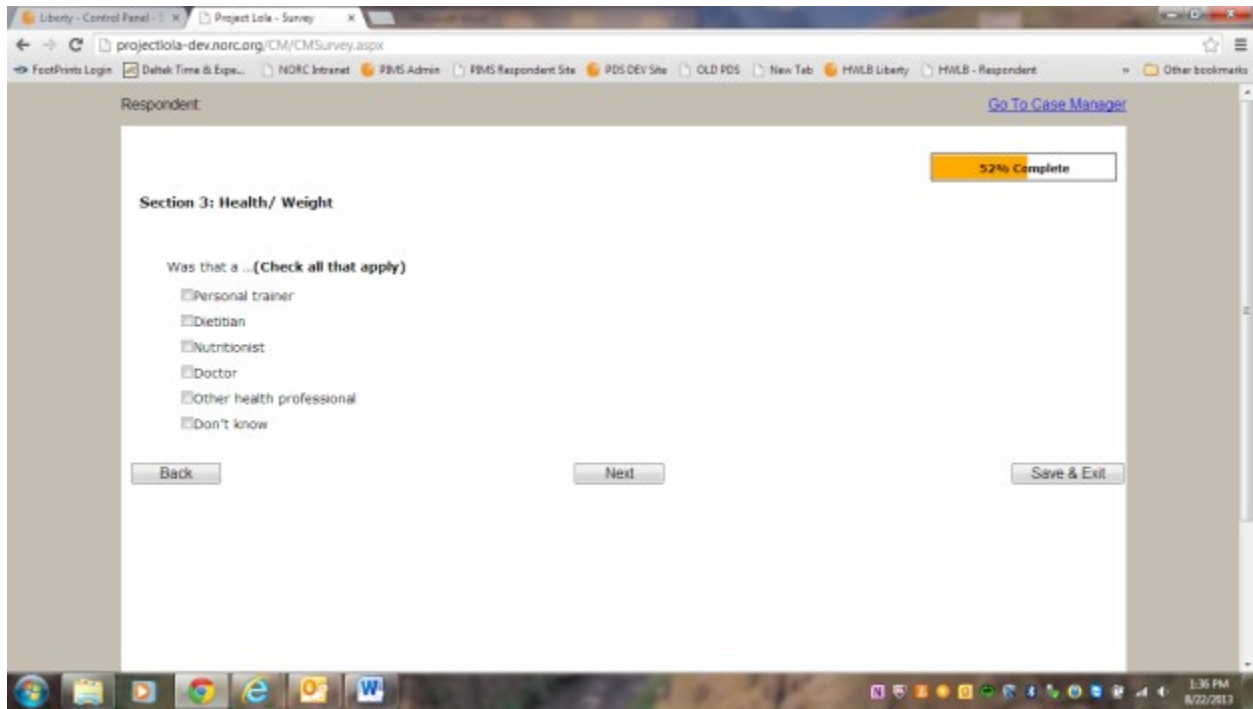 Liberty - Control Panel - S
Project Lola - Survey
projectlola-dev.norc.org/CM/CMSurvey.aspx
FootPrints Login
Deltek Time & Expe...
NORC Intranet
PIMS Admin
PIMS Respondent Site
PDS DEV Site
OLD PDS
New Tab
HWLB Liberty
HWLB - Respondent
Other bookmarks
Respondent:
Go To Case Manager
52% Complete
Section 3: Health/ Weight
Was that a ...(Check all that apply)
Personal trainer
Dietitian
Nutritionist
Doctor
Other health professional
Don't know
Back
Next
Save & Exit
1:36 PM
8/22/2013